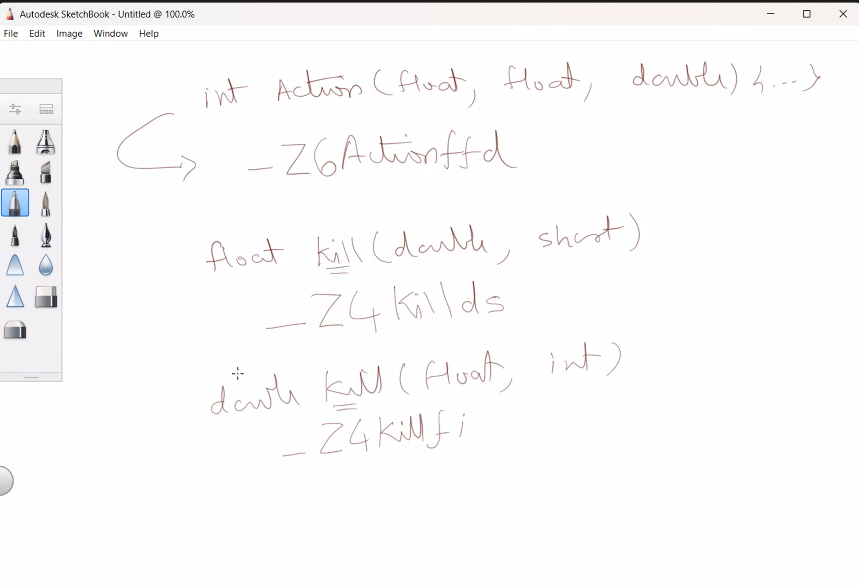 Autodesk SketchBook - Untitled @ 100.0%
File Edit Image Window Help
int Action (float, float, double) {...}
_Z6Actionffd
float kill (double, short)
_Z4killds
double kill (float, int)
_Z4killfi